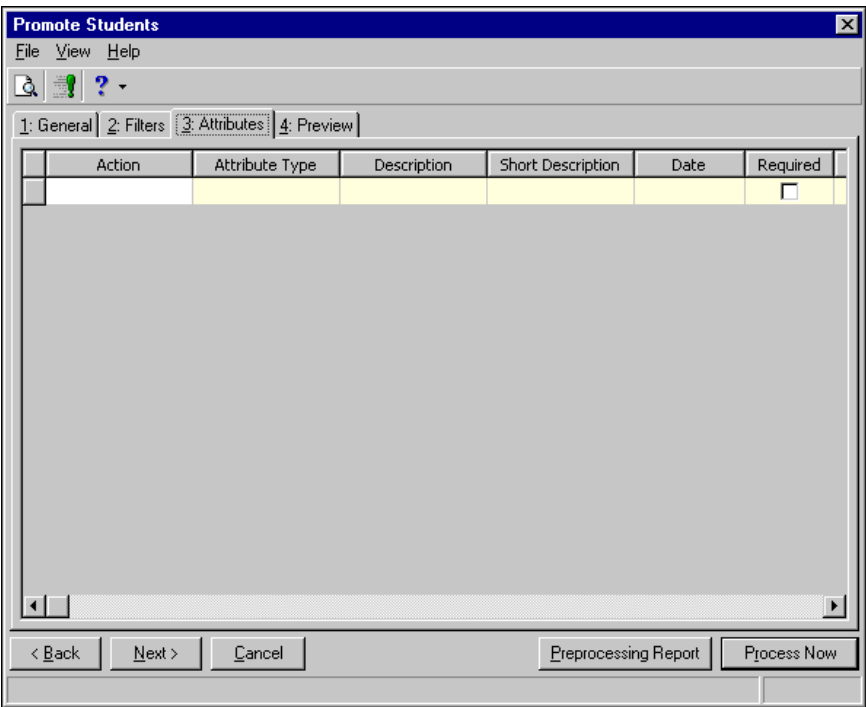 Promote Students
File View Help
?
1: General 2: Filters 3: Attributes 4: Preview
Action Attribute Type Description Short Description Date Required
< Back Next > Cancel Preprocessing Report Process Now